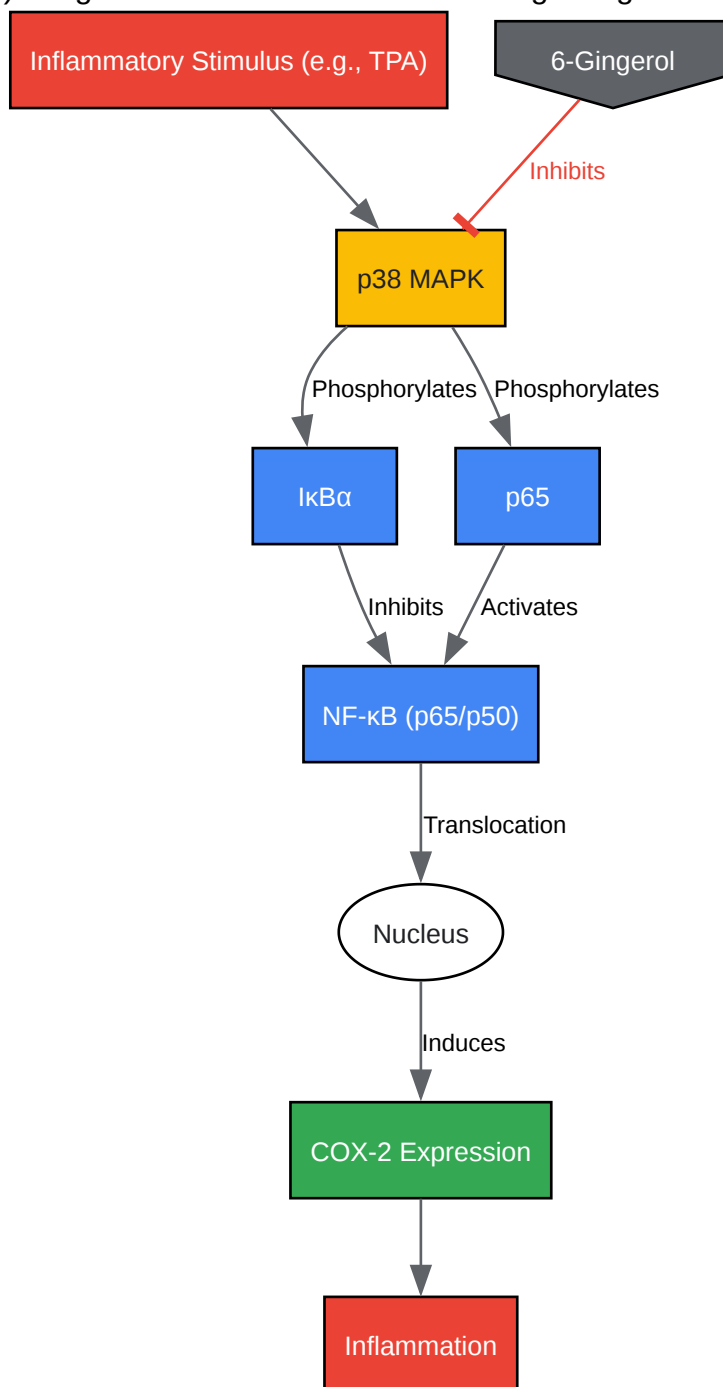 Inflammatory Stimulus (e.g., TPA)
6-Gingerol
Inhibits
p38 MAPK
Phosphorylates Phosphorylates
IκBα
p65
Inhibits
Activates
NF-κB (p65/p50)
Translocation
Nucleus
Induces
COX-2 Expression
Inflammation